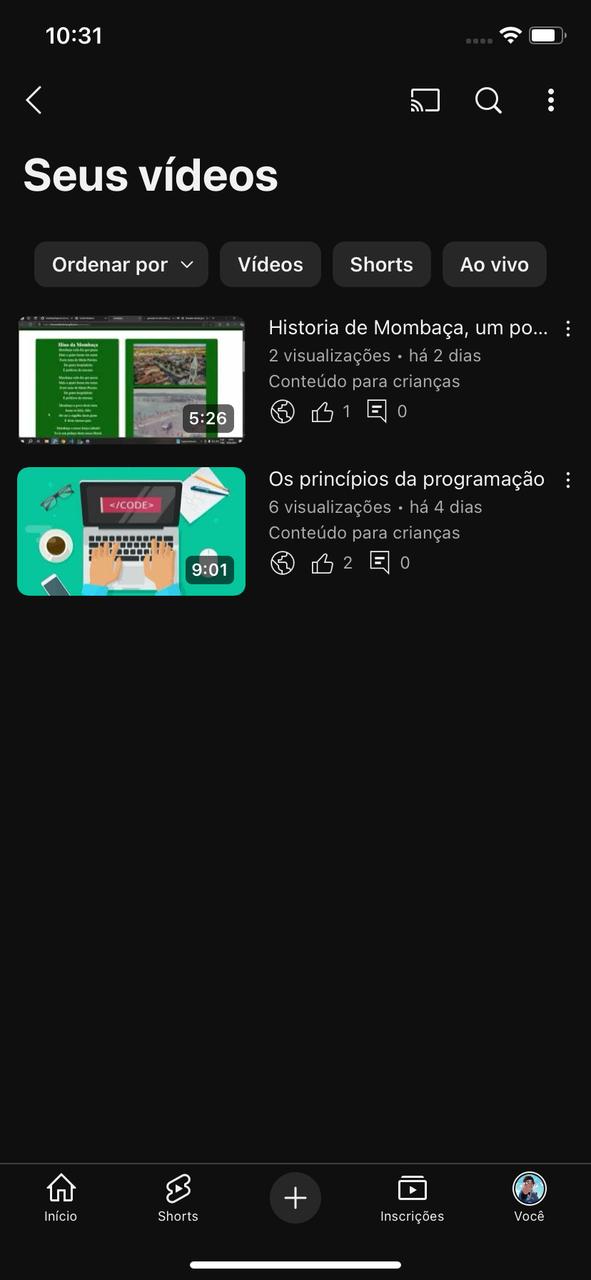 10:31
Seus vídeos
Ordenar por
Vídeos
Shorts
Ao vivo
Hino da Mombaça
5:26
Historia de Mombaça, um po...
2 visualizações • há 2 dias
Conteúdo para crianças
1
0
</CODE>
9:01
Os princípios da programação
6 visualizações • há 4 dias
Conteúdo para crianças
2
0
Início
Shorts
Inscrições
Você